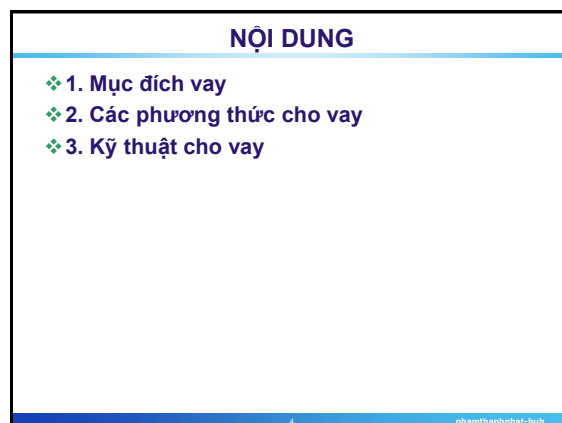 NỘI DUNG
1. Mục đích vay
2. Các phương thức cho vay
3. Kỹ thuật cho vay
4
phamthanhnhat-buh